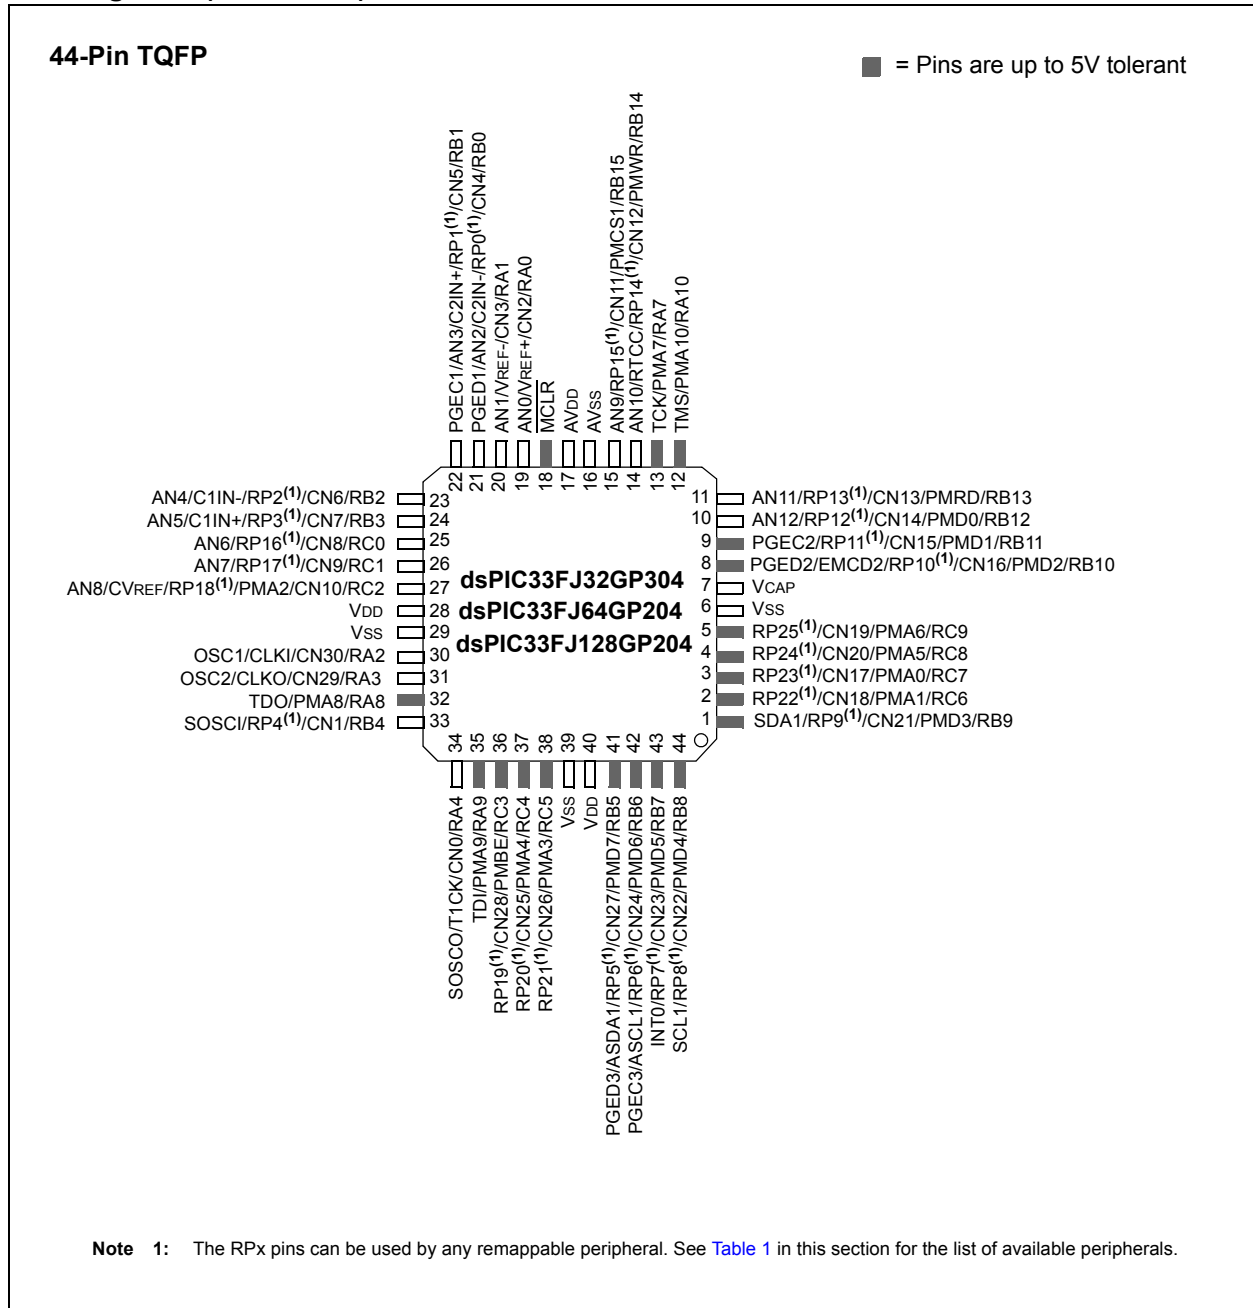 44-Pin TQFP
= Pins are up to 5V tolerant
PGEC1/AN3/C2IN+/RP1(1)/CN5/RB1
PGED1/AN2/C2IN-/RP0(1)/CN4/RB0
AN1/VREF-/CN3/RA1
AN0/VREF+/CN2/RA0
MCLR
AVDD
AVSS
AN9/RP15(1)/CN11/PMCS1/RB15
AN10/RTCC/RP14(1)/CN12/PMWR/RB14
TCK/PMA7/RA7
TMS/PMA10/RA10
22 21 20 19 18 17 16 15 14 13 12
AN4/C1IN-/RP2(1)/CN6/RB2 23
AN5/C1IN+/RP3(1)/CN7/RB3 24
AN6/RP16(1)/CN8/RC0 25
AN7/RP17(1)/CN9/RC1 26
AN8/CVREF/RP18(1)/PMA2/CN10/RC2 27
VDD 28
VSS 29
OSC1/CLKI/CN30/RA2 30
OSC2/CLKO/CN29/RA3 31
TDO/PMA8/RA8 32
SOSCI/RP4(1)/CN1/RB4 33
dsPIC33FJ32GP304
dsPIC33FJ64GP204
dsPIC33FJ128GP204
11 AN11/RP13(1)/CN13/PMRD/RB13
10 AN12/RP12(1)/CN14/PMD0/RB12
9 PGEC2/RP11(1)/CN15/PMD1/RB11
8 PGED2/EMCD2/RP10(1)/CN16/PMD2/RB10
7 VCAP
6 VSS
5 RP25(1)/CN19/PMA6/RC9
4 RP24(1)/CN20/PMA5/RC8
3 RP23(1)/CN17/PMA0/RC7
2 RP22(1)/CN18/PMA1/RC6
1 SDA1/RP9(1)/CN21/PMD3/RB9
34 35 36 37 38 39 40 41 42 43 44
SOSCO/T1CK/CN0/RA4
TDI/PMA9/RA9
RP19(1)/CN28/PMBE/RC3
RP20(1)/CN25/PMA4/RC4
RP21(1)/CN26/PMA3/RC5
VSS
VDD
PGED3/ASDA1/RP5(1)/CN27/PMD7/RB5
PGEC3/ASCL1/RP6(1)/CN24/PMD6/RB6
INT0/RP7(1)/CN23/PMD5/RB7
SCL1/RP8(1)/CN22/PMD4/RB8
Note 1: The RPx pins can be used by any remappable peripheral. See Table 1 in this section for the list of available peripherals.